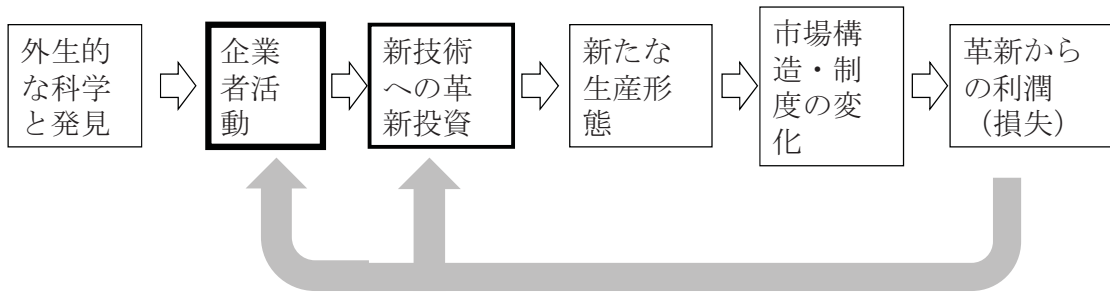 外生的
な科学
と発見
企業
者活
動
新技術
への革
新投資
新たな
生産形
態
市場構
造・制
度の変
化
革新から
の利潤
（損失）